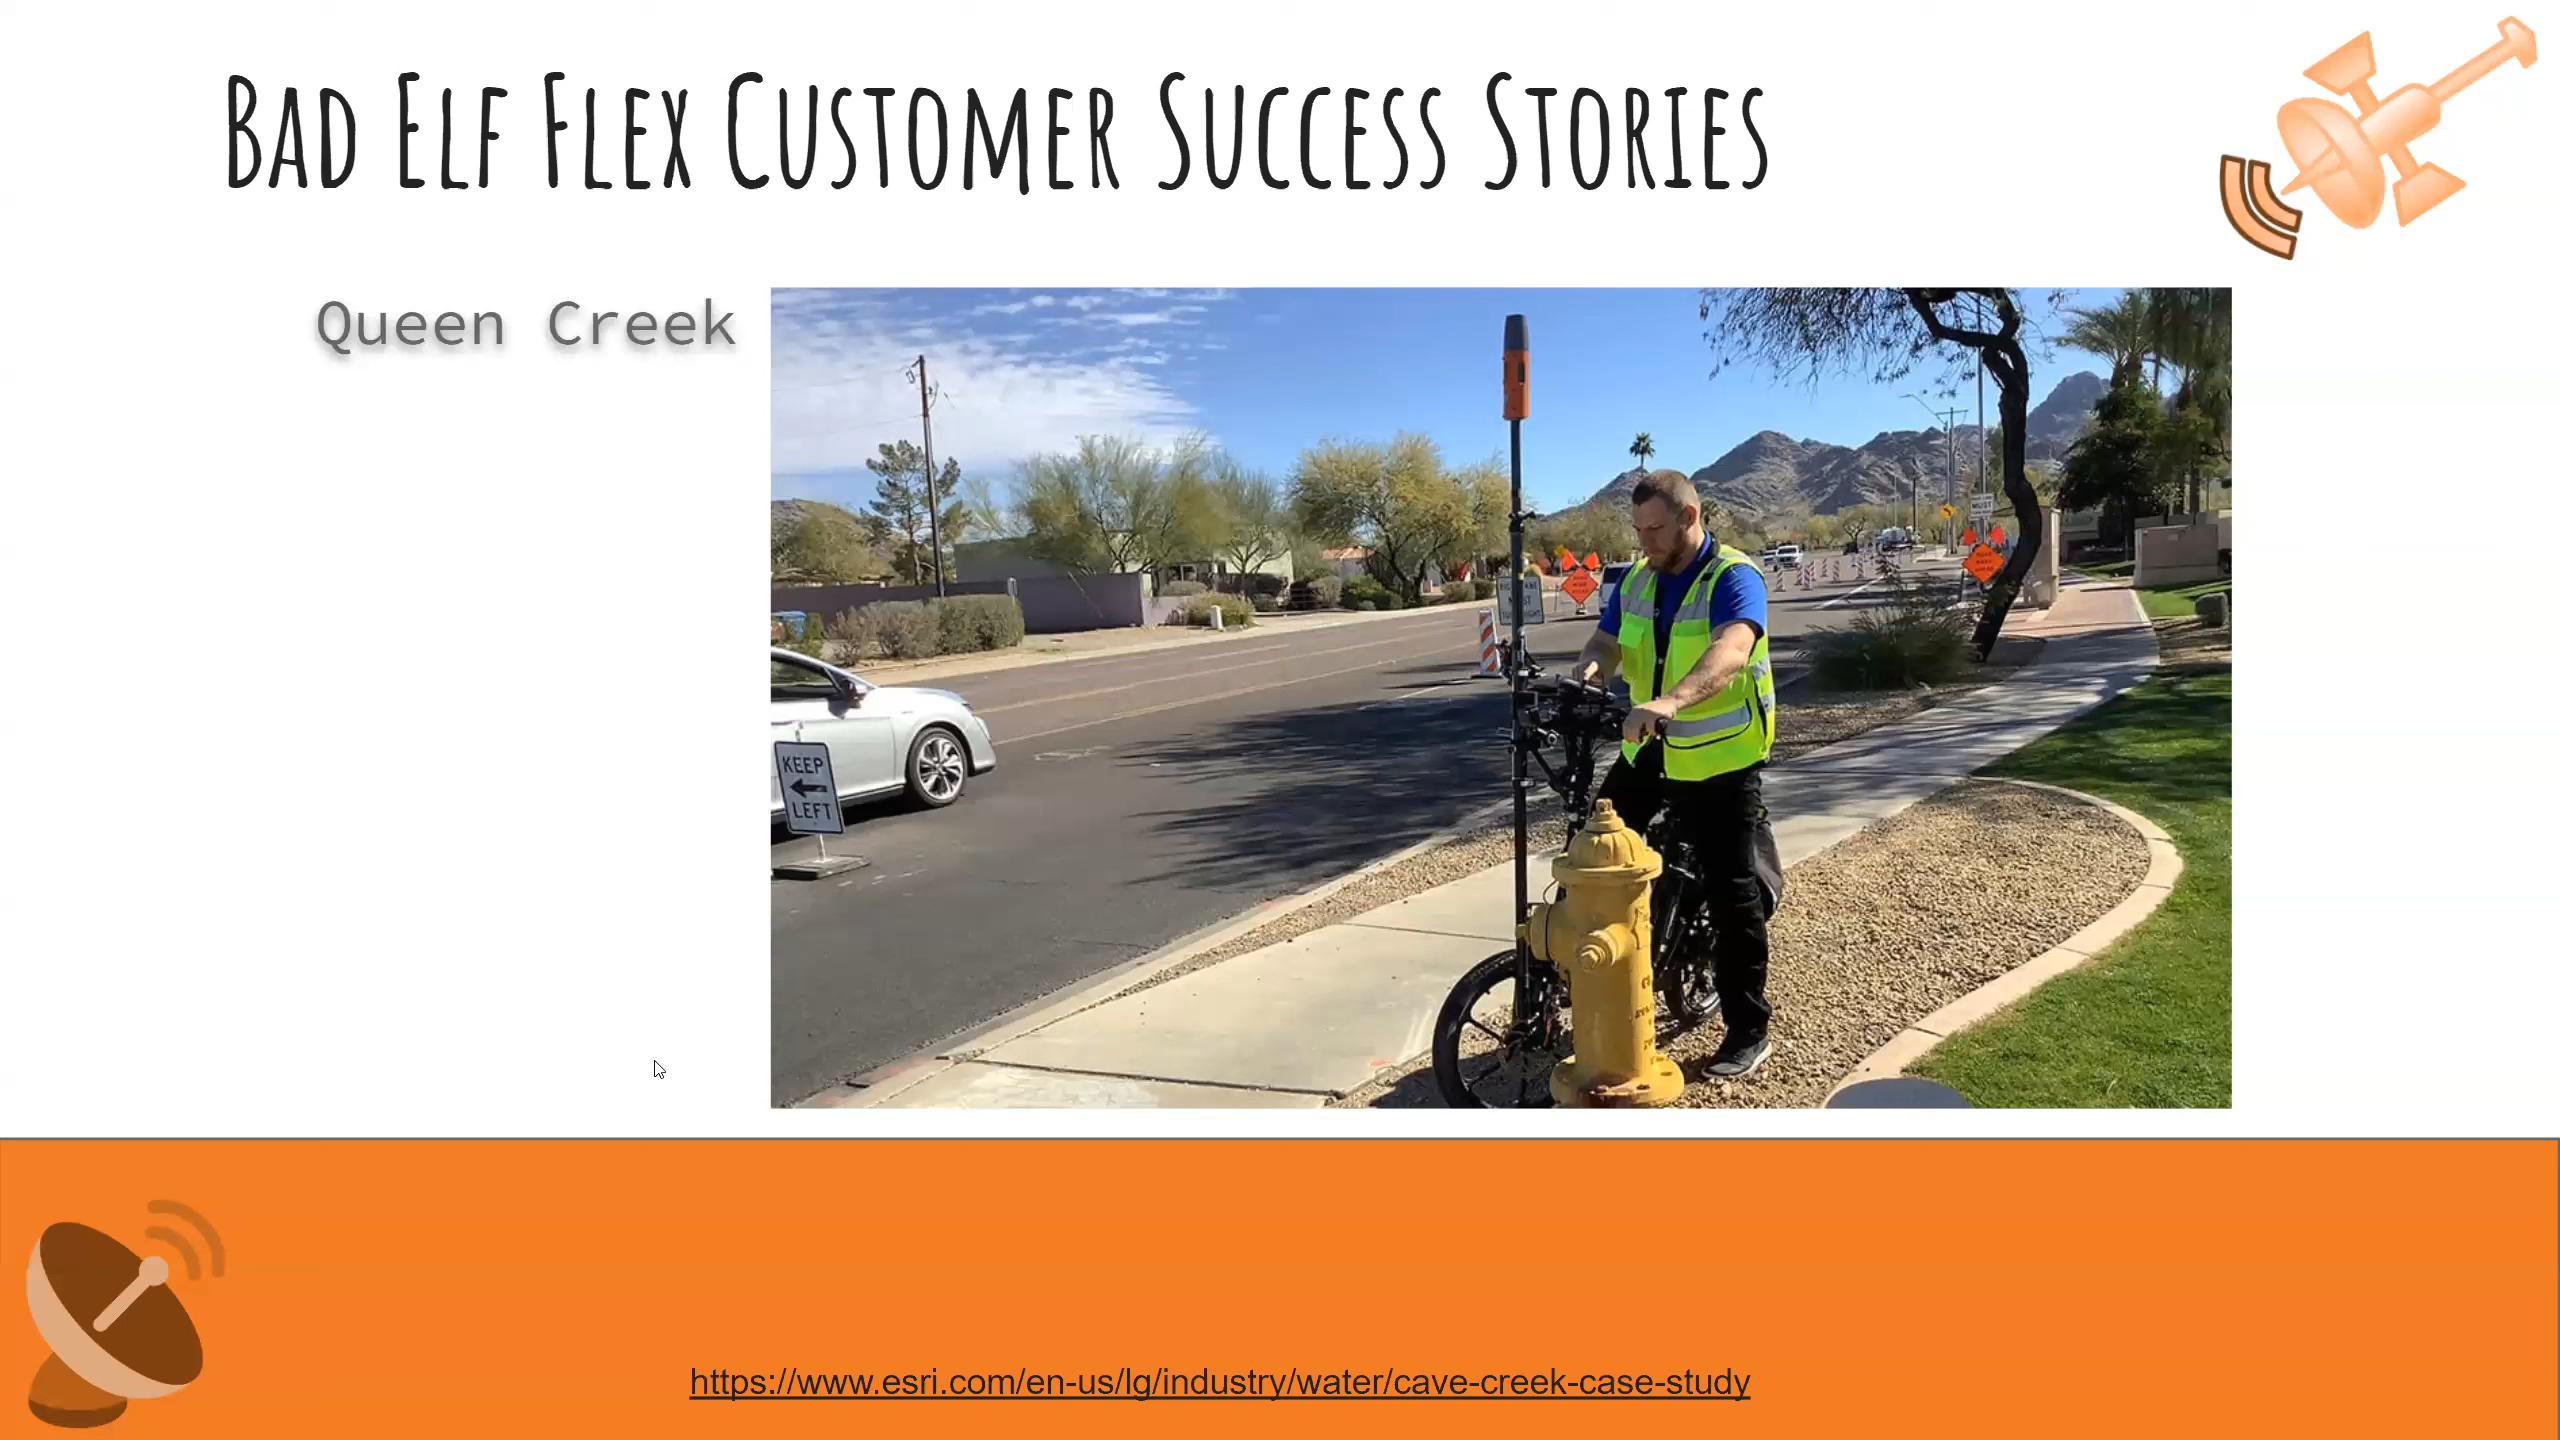 Bad Elf Flex Customer Success Stories
Queen Creek
KEEP
LEFT
MUST
https://www.esri.com/en-us/lg/industry/water/cave-creek-case-study